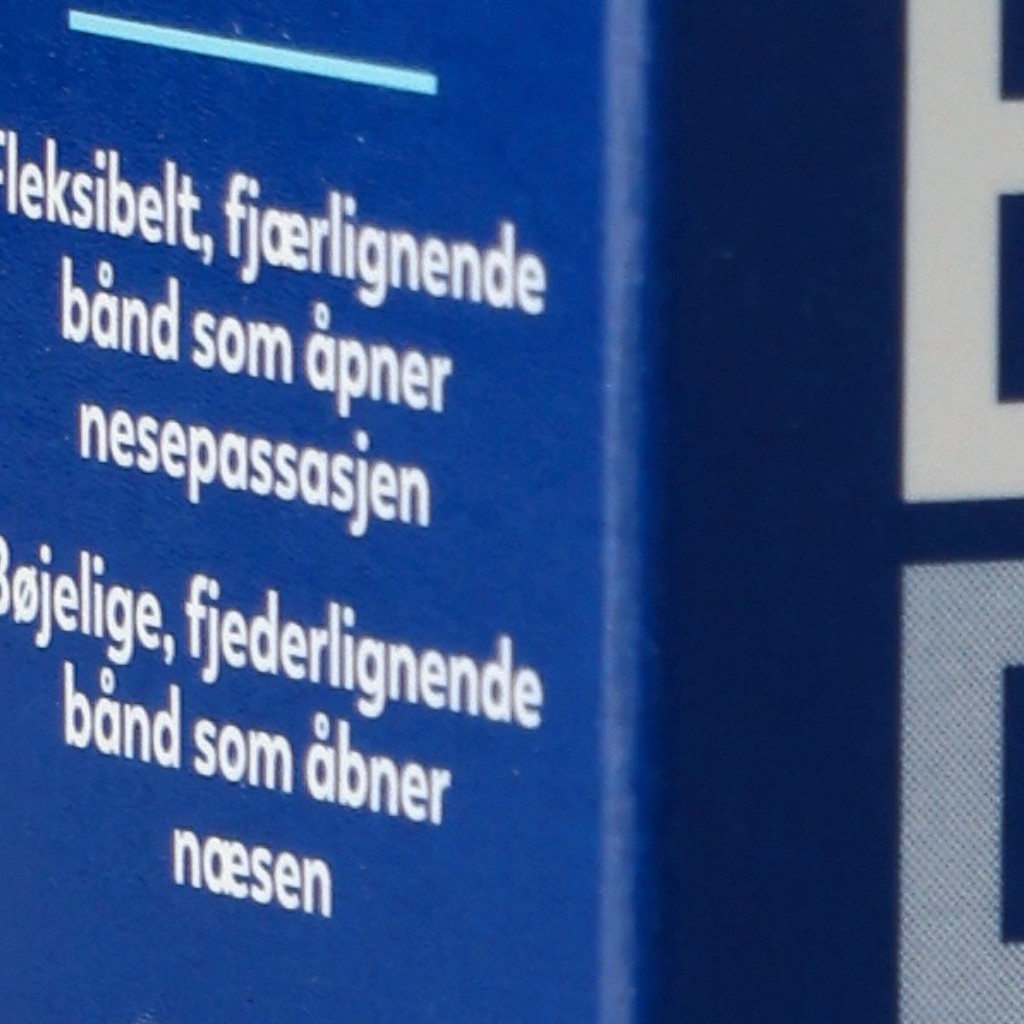 Fleksibelt, fjærlignende
bånd som åpner
nesepassasjen
Bøjelige, fjederlignende
bånd som åbner
næsen